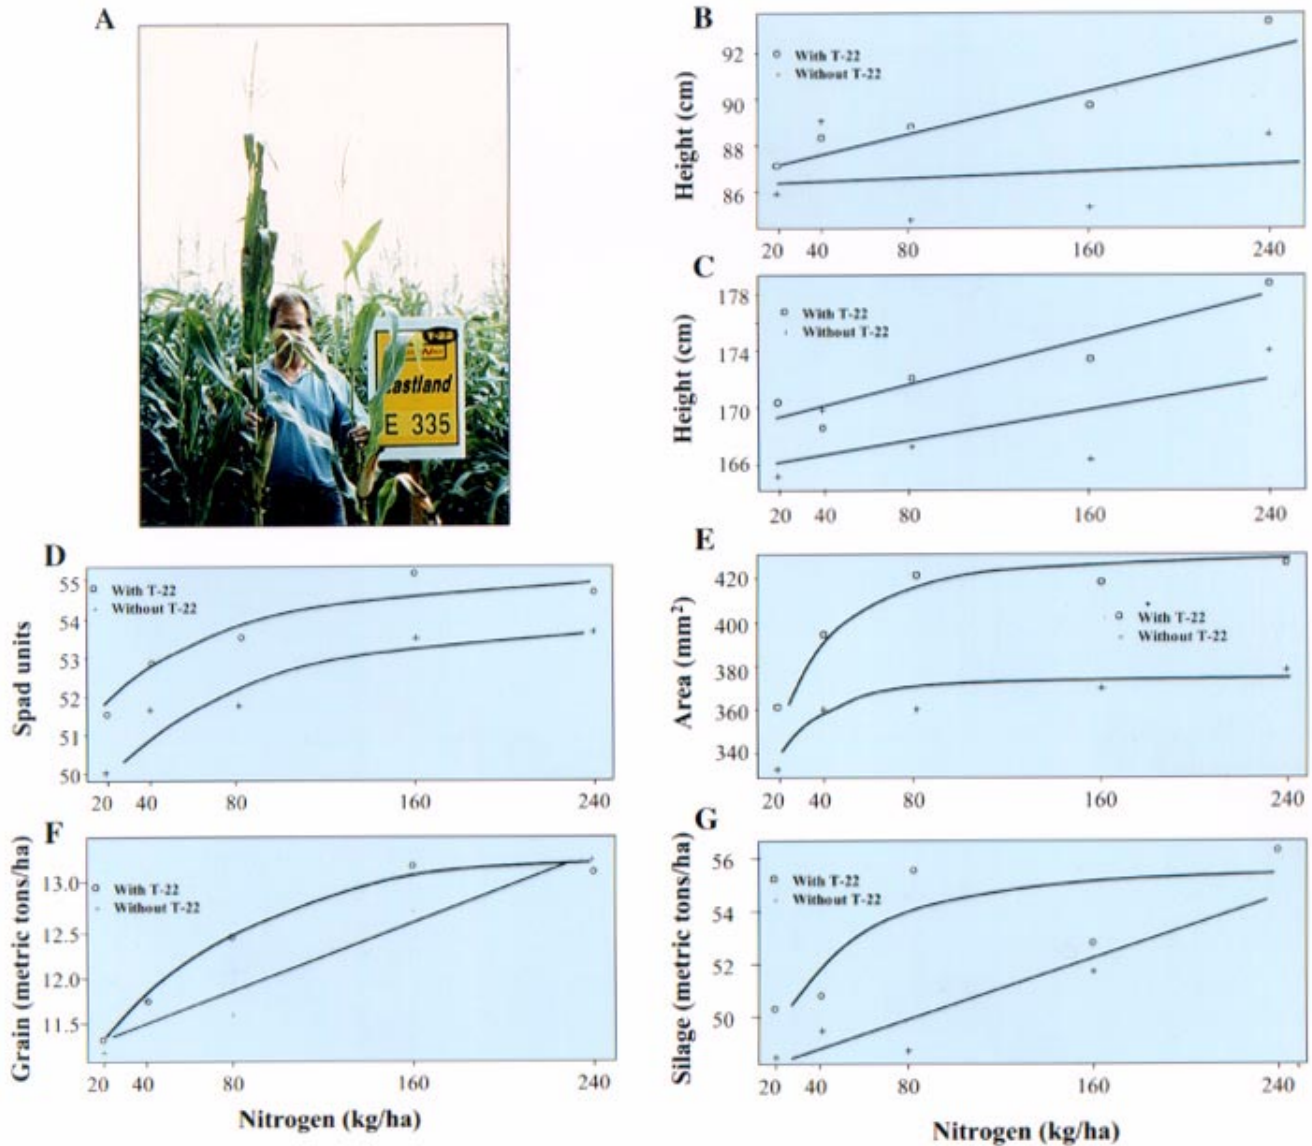 A
T-22
Eastland
E 335
B
Height (cm)
92
90
88
86
With T-22
Without T-22
20 40 80 160 240
C
Height (cm)
178
174
170
166
With T-22
Without T-22
20 40 80 160 240
D
Spad units
55
54
53
52
51
50
With T-22
Without T-22
20 40 80 160 240
E
Area (mm²)
420
400
380
360
340
With T-22
Without T-22
20 40 80 160 240
F
Grain (metric tons/ha)
13.0
12.5
12.0
11.5
With T-22
Without T-22
20 40 80 160 240
Nitrogen (kg/ha)
G
Silage (metric tons/ha)
56
54
52
50
With T-22
Without T-22
20 40 80 160 240
Nitrogen (kg/ha)